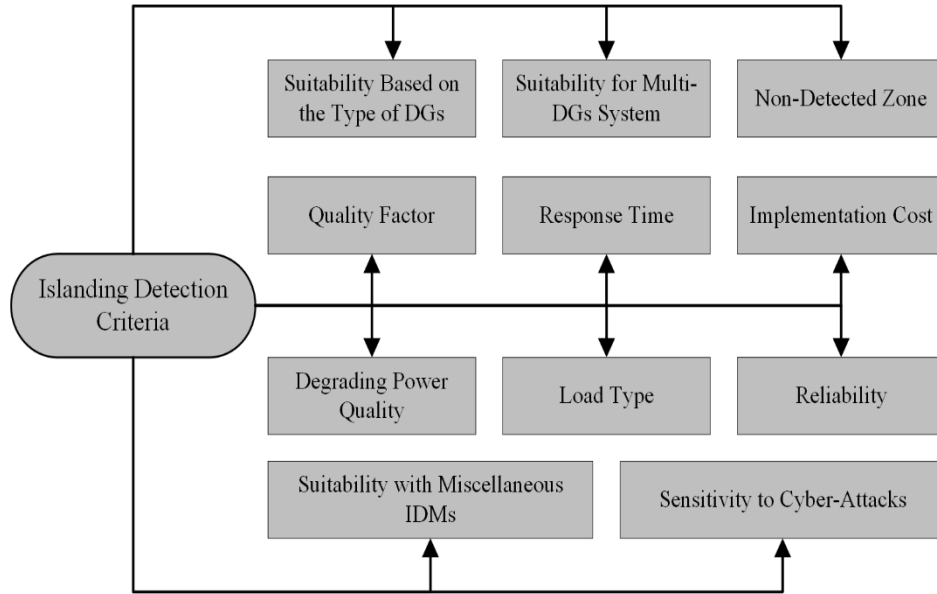 Suitability Based on
the Type of DGs
Suitability for Multi-
DGs System
Non-Detected Zone
Quality Factor
Response Time
Implementation Cost
Islanding Detection
Criteria
Degrading Power
Quality
Load Type
Reliability
Suitability with Miscellaneous
IDMs
Sensitivity to Cyber-Attacks